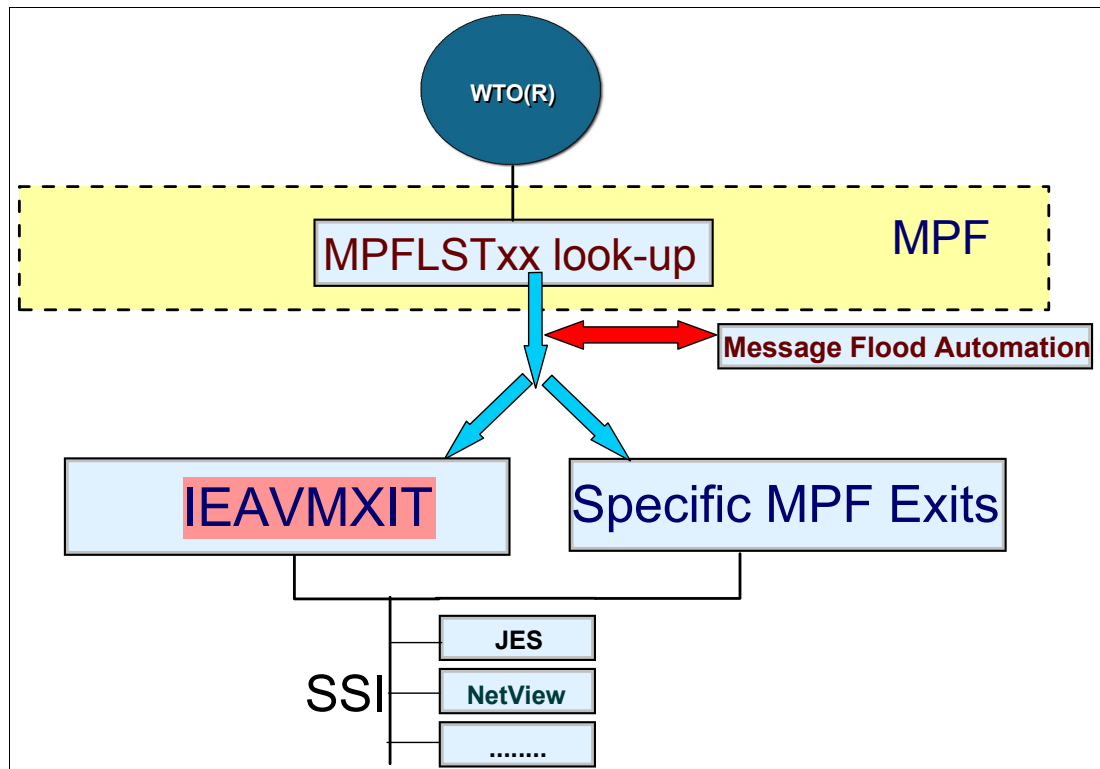 WTO(R)
MPF
MPFLSTxx look-up
Message Flood Automation
IEAVMXIT
Specific MPF Exits
JES
SSI
NetView
........